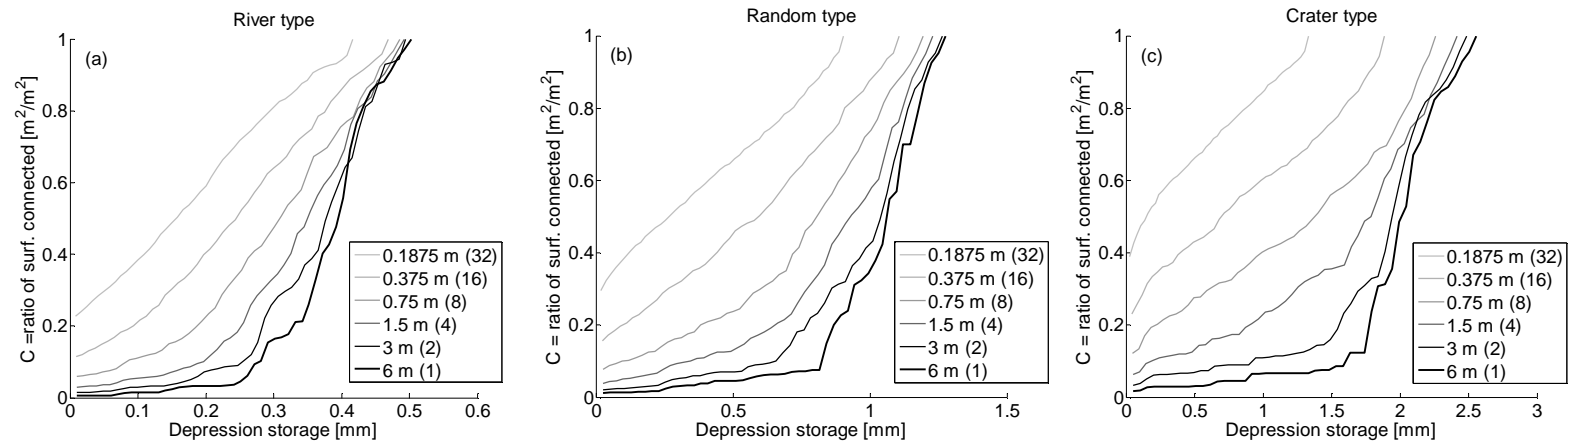 River type
(a)
C =ratio of surf. connected [m²/m²]
1
0.8
0.6
0.4
0.2
0
0 0.1 0.2 0.3 0.4 0.5 0.6
Depression storage [mm]
0.1875 m (32)
0.375 m (16)
0.75 m (8)
1.5 m (4)
3 m (2)
6 m (1)
Random type
(b)
C = ratio of surf. connected [m²/m²]
1
0.8
0.6
0.4
0.2
0
0 0.5 1 1.5
Depression storage [mm]
0.1875 m (32)
0.375 m (16)
0.75 m (8)
1.5 m (4)
3 m (2)
6 m (1)
Crater type
(c)
C = ratio of surf. connected [m²/m²]
1
0.8
0.6
0.4
0.2
0
0 0.5 1 1.5 2 2.5 3
Depression storage [mm]
0.1875 m (32)
0.375 m (16)
0.75 m (8)
1.5 m (4)
3 m (2)
6 m (1)